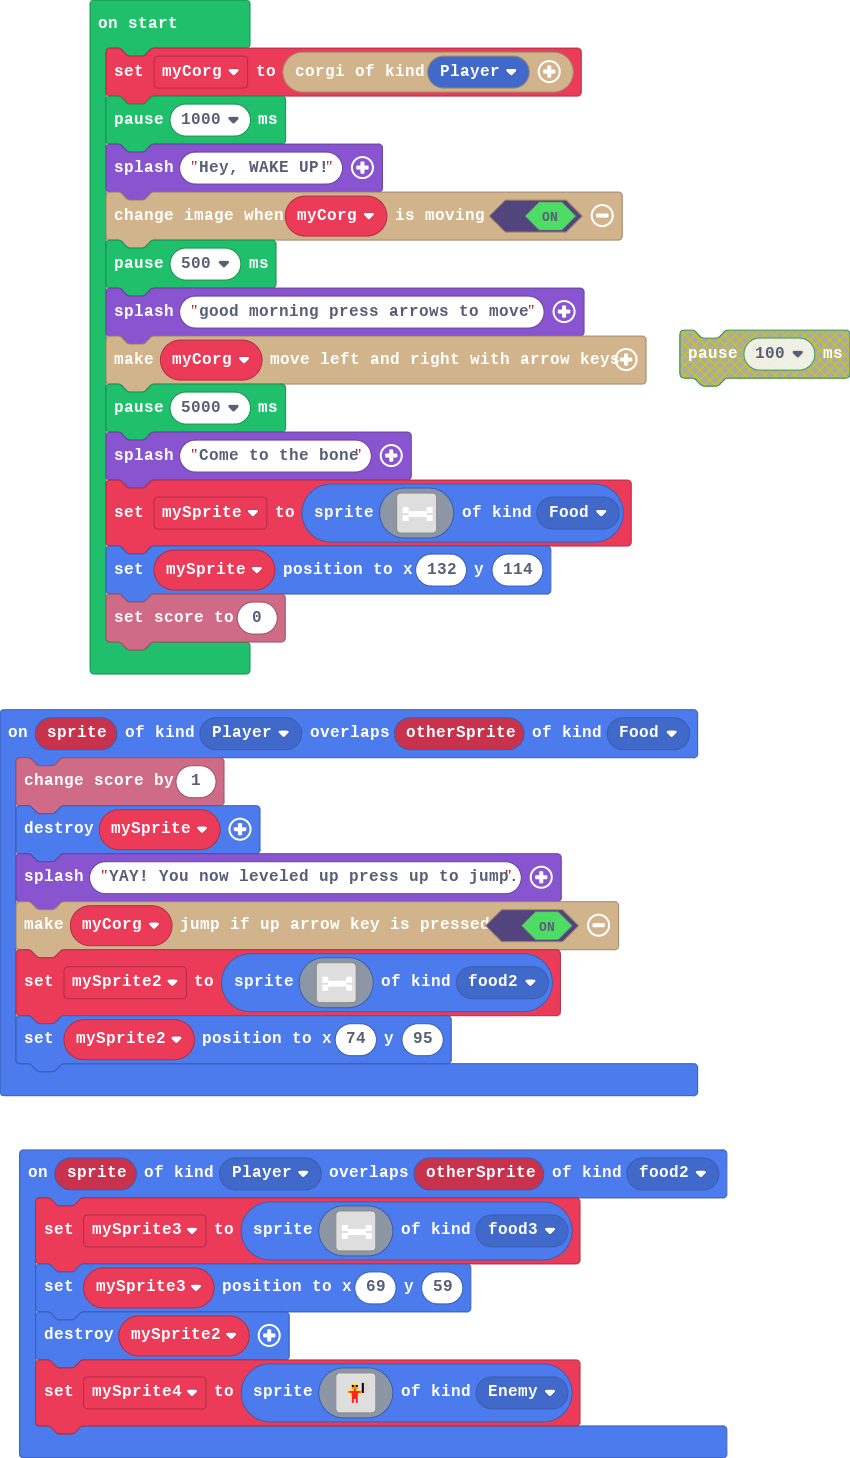 on start
set myCorg to corgi of kind Player
pause 1000 ms
splash "Hey, WAKE UP!"
change image when myCorg is moving ON
pause 500 ms
splash "good morning press arrows to move"
pause 100 ms
make myCorg move left and right with arrow keys
pause 5000 ms
splash "Come to the bone"
set mySprite to sprite of kind Food
set mySprite position to x 132 y 114
set score to 0
on sprite of kind Player overlaps otherSprite of kind Food
change score by 1
destroy mySprite
splash "YAY! You now leveled up press up to jump."
make myCorg jump if up arrow key is pressed ON
set mySprite2 to sprite of kind food2
set mySprite2 position to x 74 y 95
on sprite of kind Player overlaps otherSprite of kind food2
set mySprite3 to sprite of kind food3
set mySprite3 position to x 69 y 59
destroy mySprite2
set mySprite4 to sprite of kind Enemy